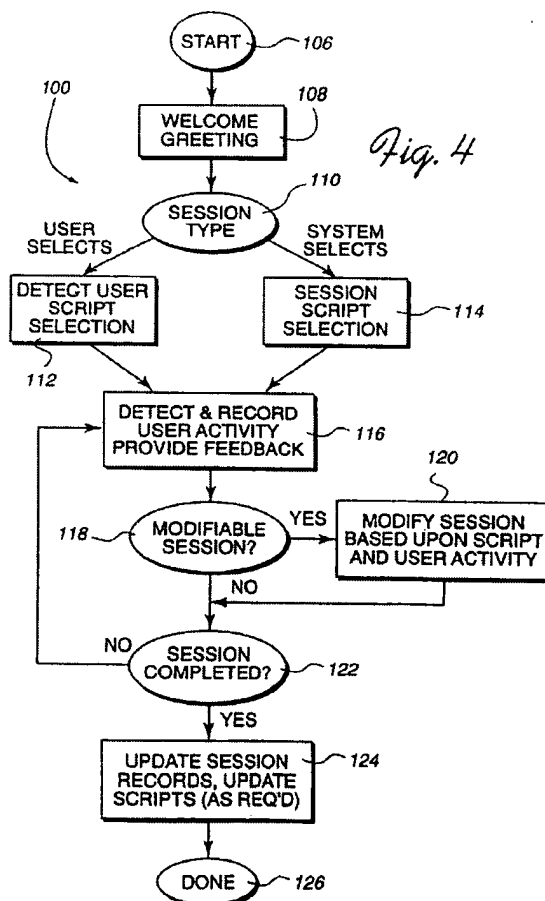 START
106
100
108
WELCOME
GREETING
Fig. 4
110
SESSION
TYPE
USER
SELECTS
SYSTEM
SELECTS
DETECT USER
SCRIPT
SELECTION
112
SESSION
SCRIPT
SELECTION
114
DETECT & RECORD
USER ACTIVITY
PROVIDE FEEDBACK
116
120
118
MODIFIABLE
SESSION?
YES
MODIFY SESSION
BASED UPON SCRIPT
AND USER ACTIVITY
NO
NO
SESSION
COMPLETED?
122
YES
UPDATE SESSION
RECORDS, UPDATE
SCRIPTS (AS REQ'D)
124
DONE
126